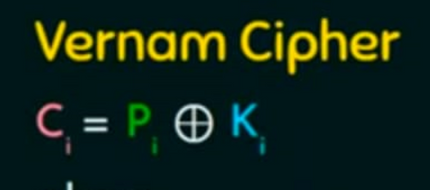 Vernam Cipher
Cᵢ = Pᵢ ⊕ Kᵢ